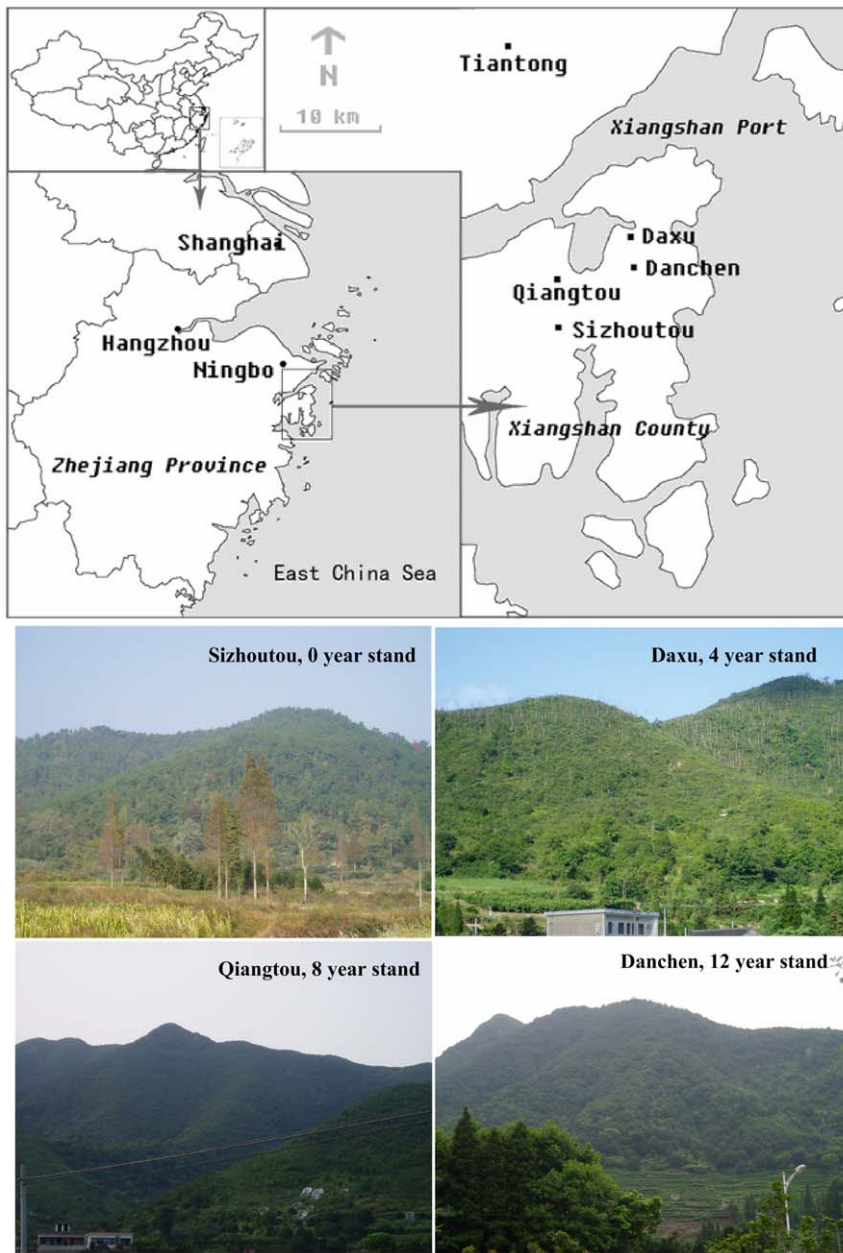 N
10 km
Tiantong
Xiangshan Port
Daxu
Danchen
Qiangtou
Sizhoutou
Xiangshan County
Shanghai
Hangzhou
Ningbo
Zhejiang Province
East China Sea
Sizhoutou, 0 year stand
Daxu, 4 year stand
Qiangtou, 8 year stand
Danchen, 12 year stand